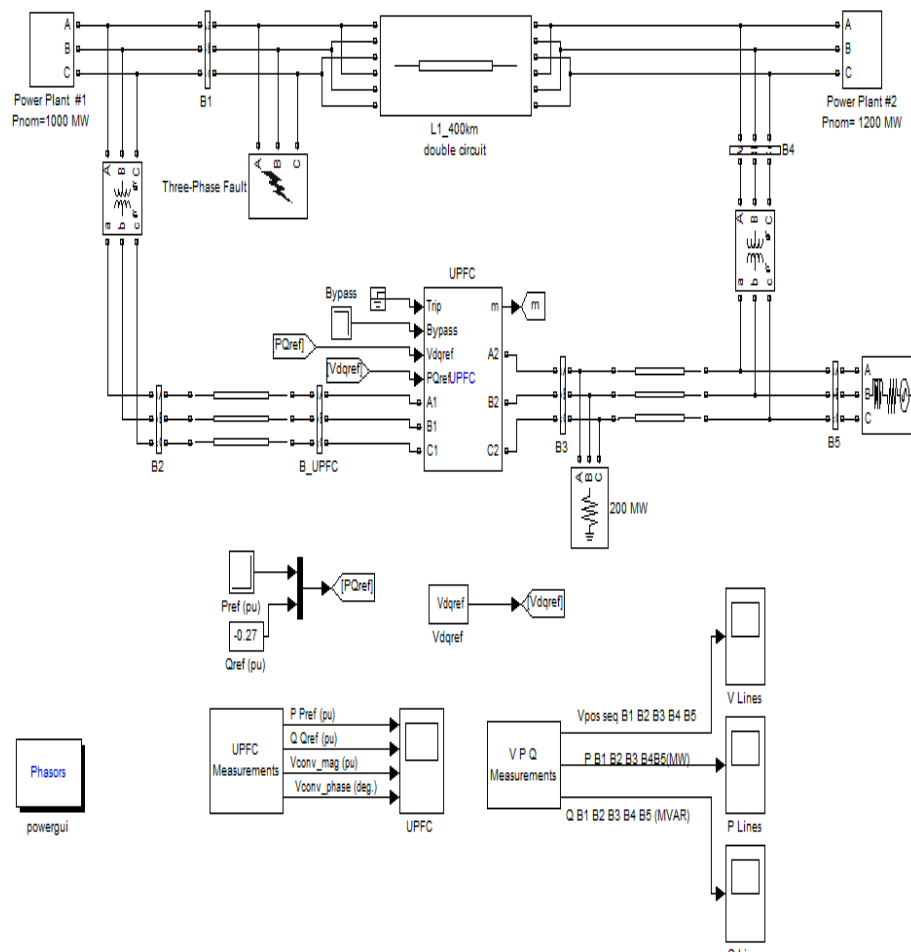 A
B
C
Power Plant #1
Pnom=1000 MW
B1
L1_400km
double circuit
A
B
C
Power Plant #2
Pnom= 1200 MW
B4
A B C
Three-Phase Fault
A B C
a b c
A B C
a b c
UPFC
Bypass
Trip
Bypass
Vdqref
PQref
UPFC
A1
B1
C1
m
A2
B2
C2
m
[PQref]
[Vdqref]
B2
B_UPFC
B3
B5
A
B
C
A B C
200 MW
Pref (pu)
-0.27
Qref (pu)
[PQref]
Vdqref
Vdqref
[Vdqref]
V Lines
Vpos seq B1 B2 B3 B4 B5
UPFC
Measurements
P Pref (pu)
Q Qref (pu)
Vconv_mag (pu)
Vconv_phase (deg.)
UPFC
V P Q
Measurements
P B1 B2 B3 B4B5(MW)
P Lines
Q B1 B2 B3 B4 B5 (MVAR)
Phasors
powergui